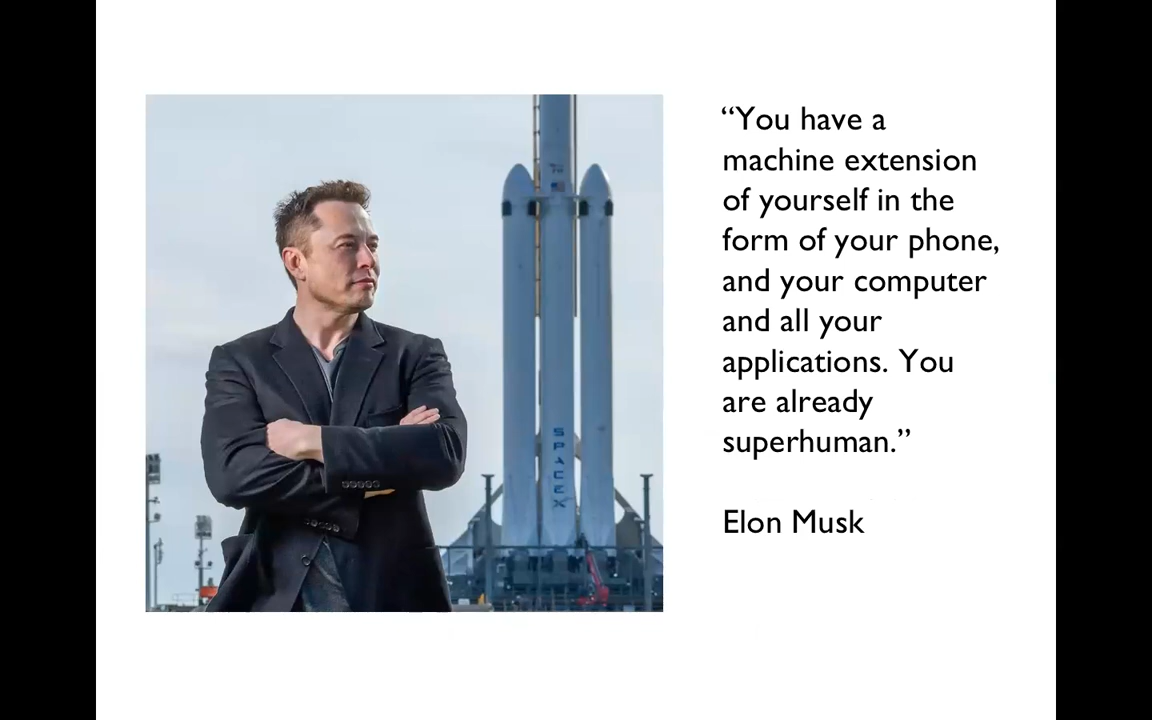 “You have a
machine extension
of yourself in the
form of your phone,
and your computer
and all your
applications. You
are already
superhuman.”
Elon Musk
SPACEX